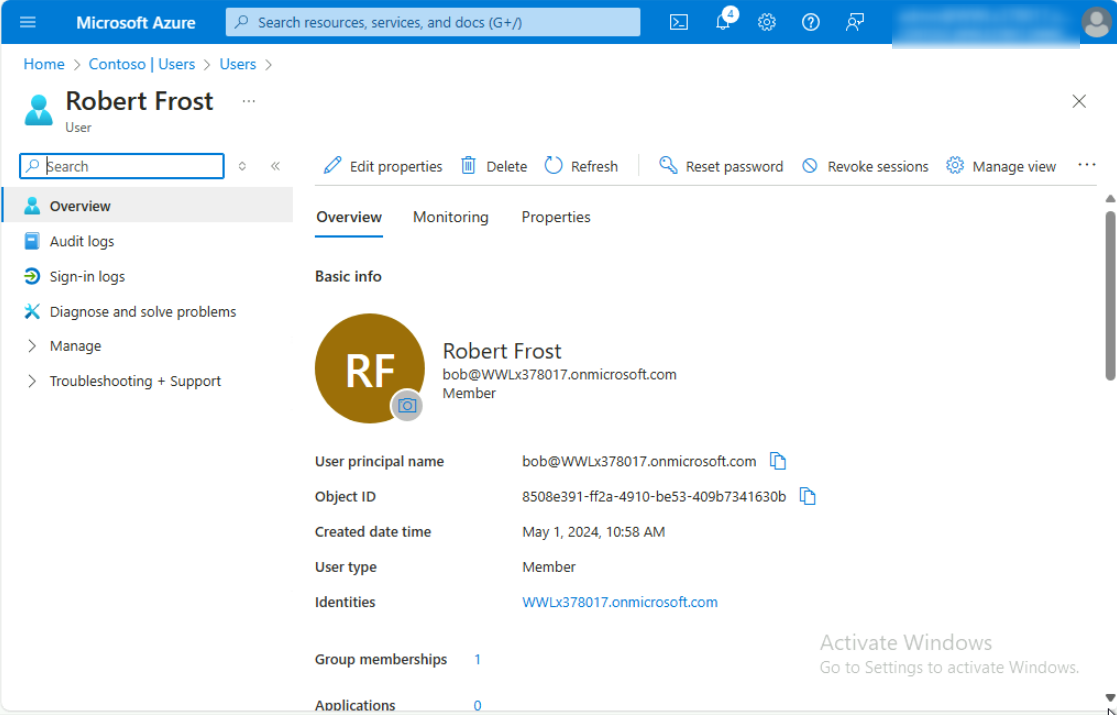 Microsoft Azure
Search resources, services, and docs (G+/)
4
Home > Contoso | Users > Users >
Robert Frost ...
User
Search
Edit properties Delete Refresh Reset password Revoke sessions Manage view ...
Overview
Audit logs
Sign-in logs
Diagnose and solve problems
Manage
Troubleshooting + Support
Overview Monitoring Properties
Basic info
RF
Robert Frost
bob@WWLx378017.onmicrosoft.com
Member
User principal name bob@WWLx378017.onmicrosoft.com
Object ID 8508e391-ff2a-4910-be53-409b7341630b
Created date time May 1, 2024, 10:58 AM
User type Member
Identities WWLx378017.onmicrosoft.com
Group memberships 1
Applications 0
Activate Windows
Go to Settings to activate Windows.